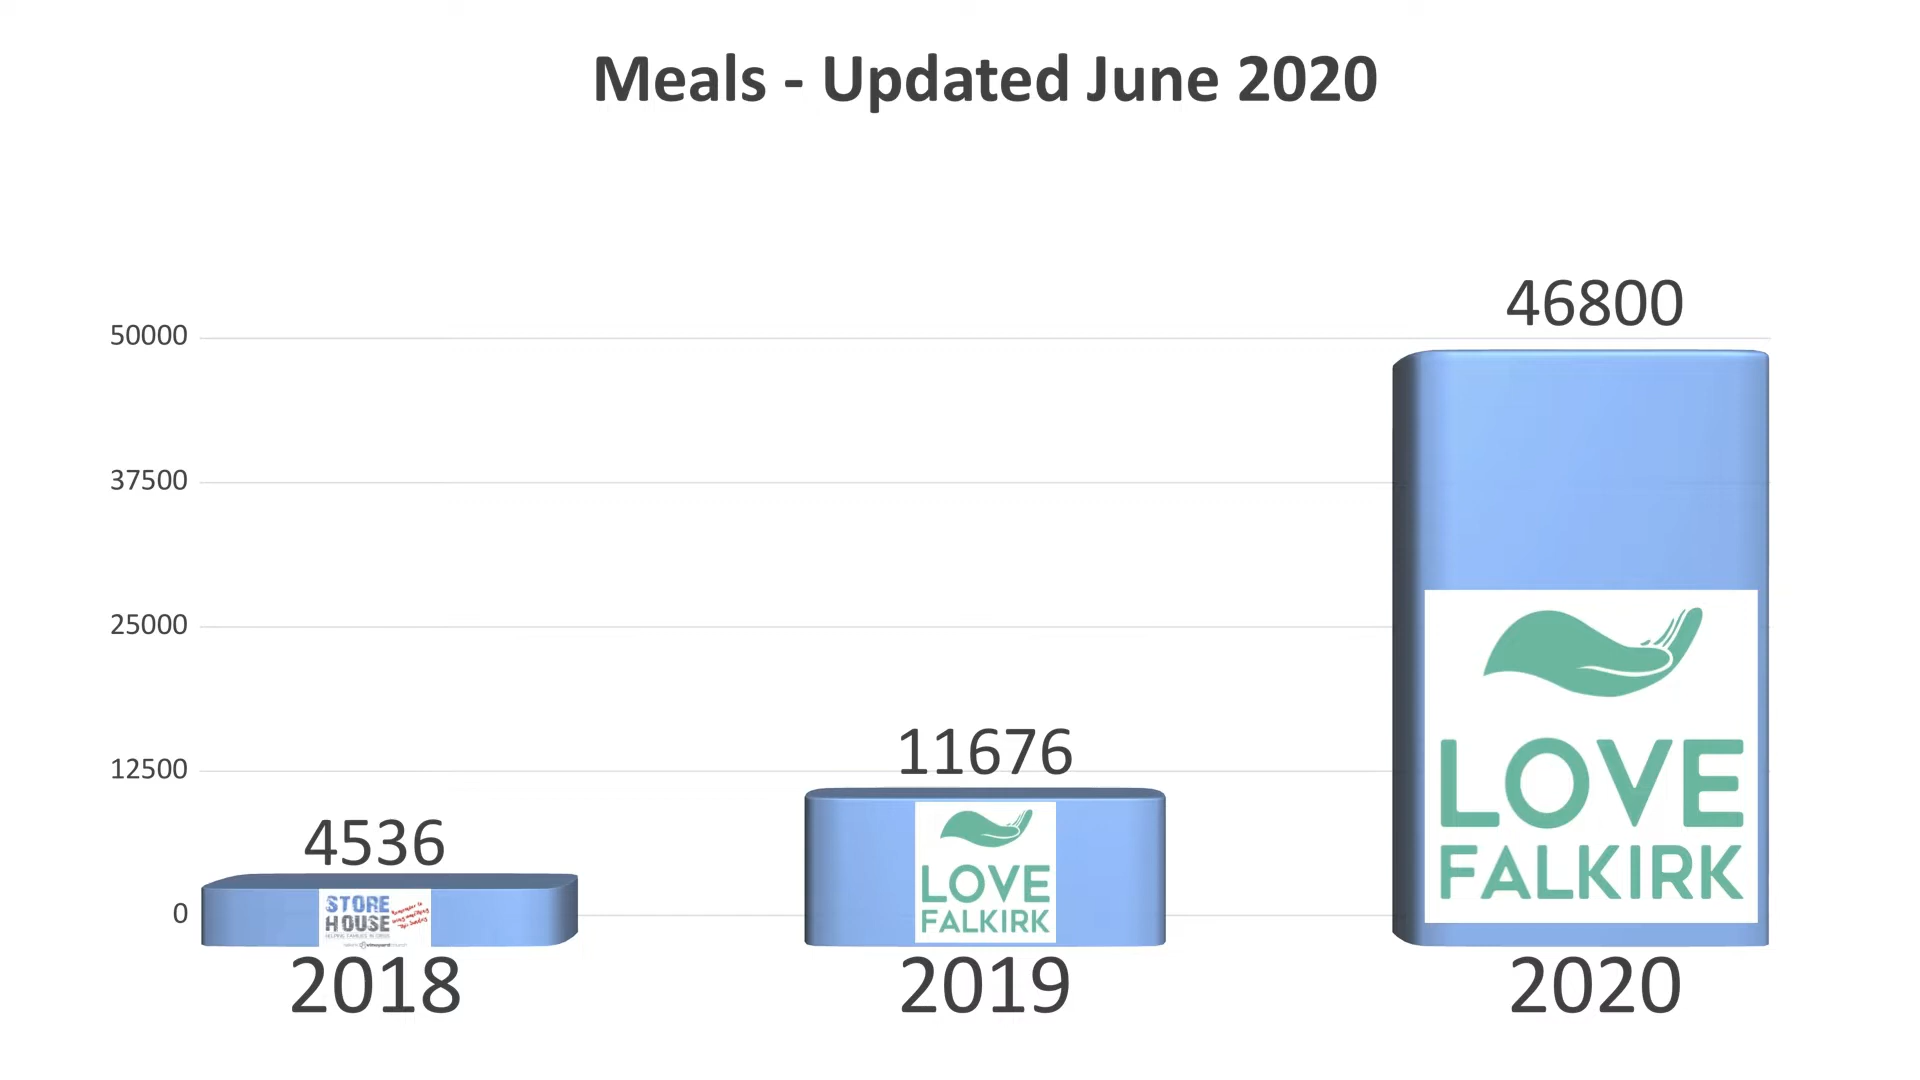 Meals - Updated June 2020
46800
50000
37500
25000
12500
0
11676
4536
STORE
HOUSE
LOVE
FALKIRK
LOVE
FALKIRK
2018
2019
2020